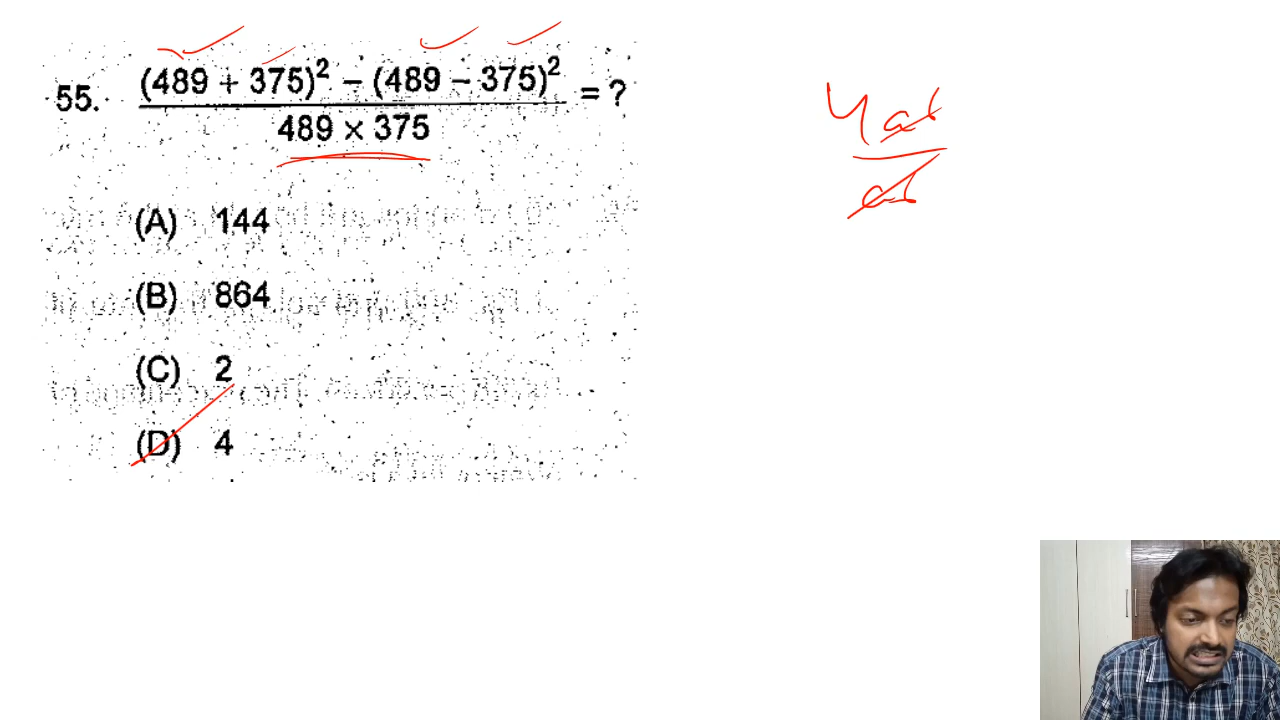 55. (489 + 375)² − (489 − 375)² = ?
489 × 375
(A) 144
(B) 864
(C) 2
(D) 4
4ab
ab